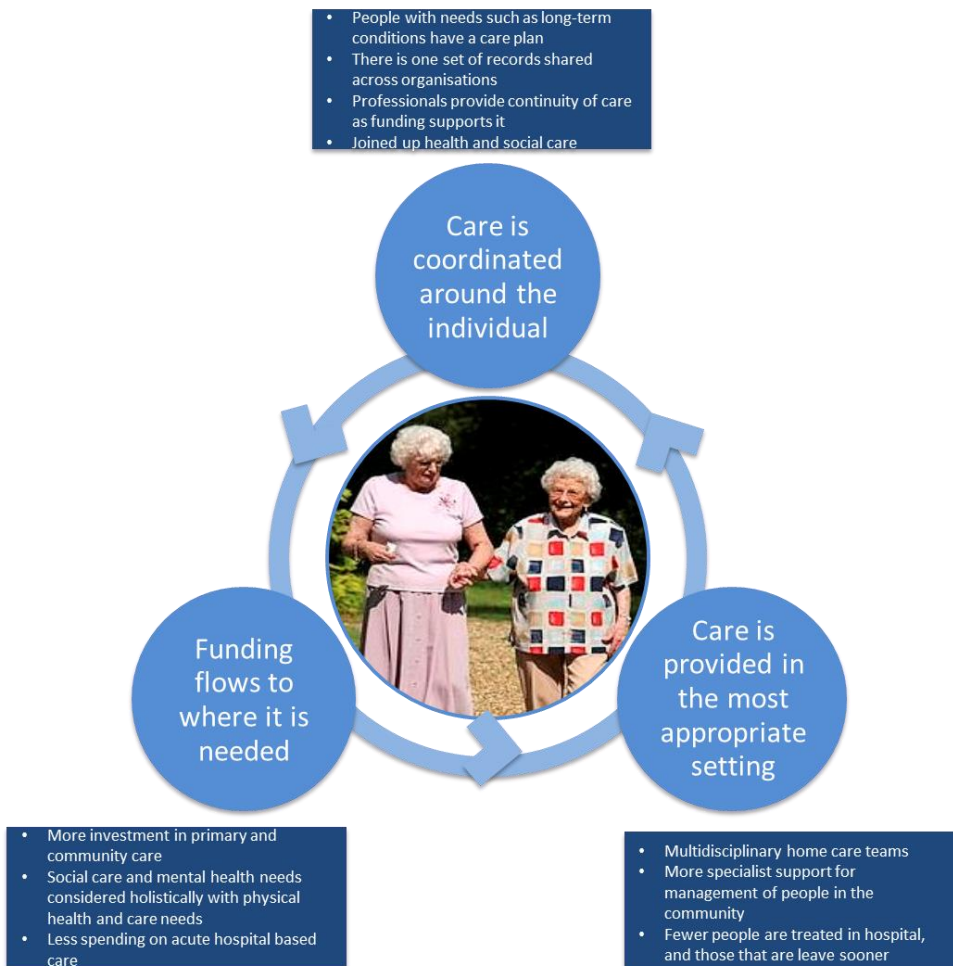 • People with needs such as long-term
conditions have a care plan
• There is one set of records shared
across organisations
• Professionals provide continuity of care
as funding supports it
• Joined up health and social care
Care is
coordinated
around the
individual
Funding
flows to
where it is
needed
Care is
provided in
the most
appropriate
setting
• More investment in primary and
community care
• Social care and mental health needs
considered holistically with physical
health and care needs
• Less spending on acute hospital based
care
• Multidisciplinary home care teams
• More specialist support for
management of people in the
community
• Fewer people are treated in hospital,
and those that are leave sooner